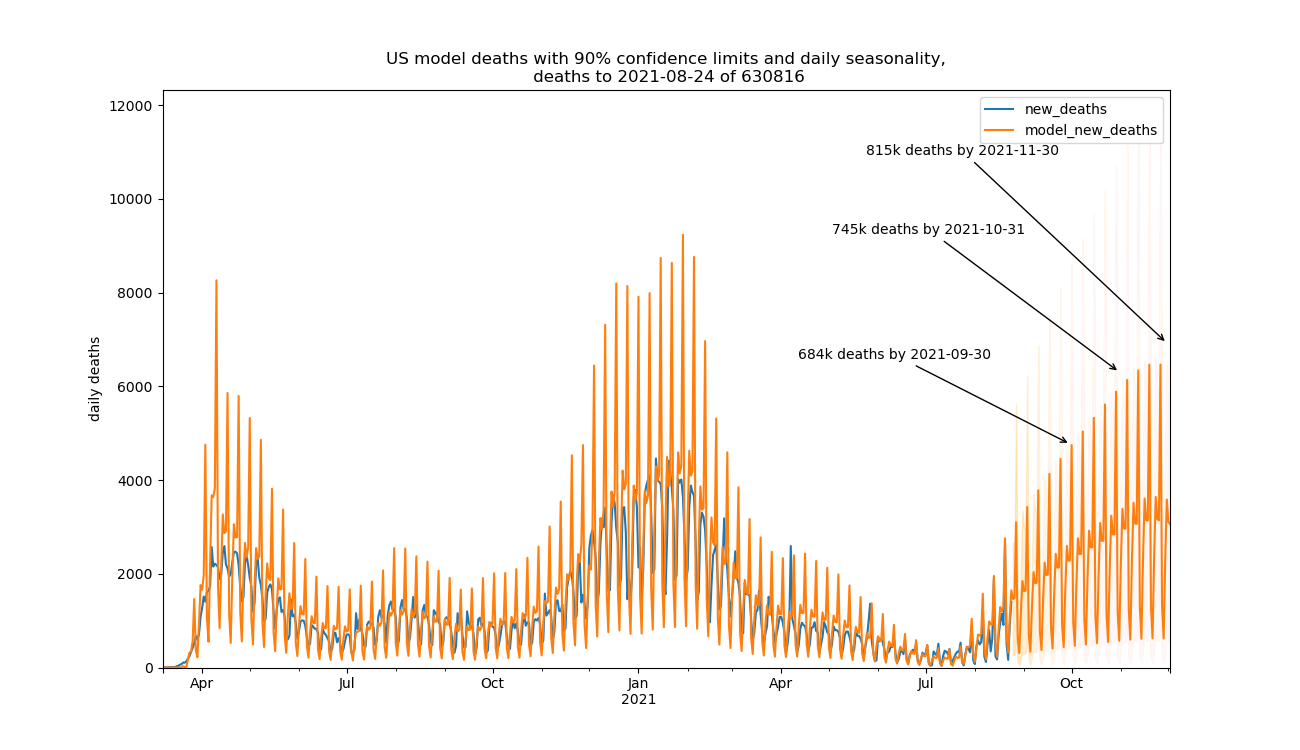 US model deaths with 90% confidence limits and daily seasonality,
deaths to 2021-08-24 of 630816
new_deaths
model_new_deaths
815k deaths by 2021-11-30
745k deaths by 2021-10-31
684k deaths by 2021-09-30
daily deaths
12000
10000
8000
6000
4000
2000
0
Apr
Jul
Oct
Jan
2021
Apr
Jul
Oct